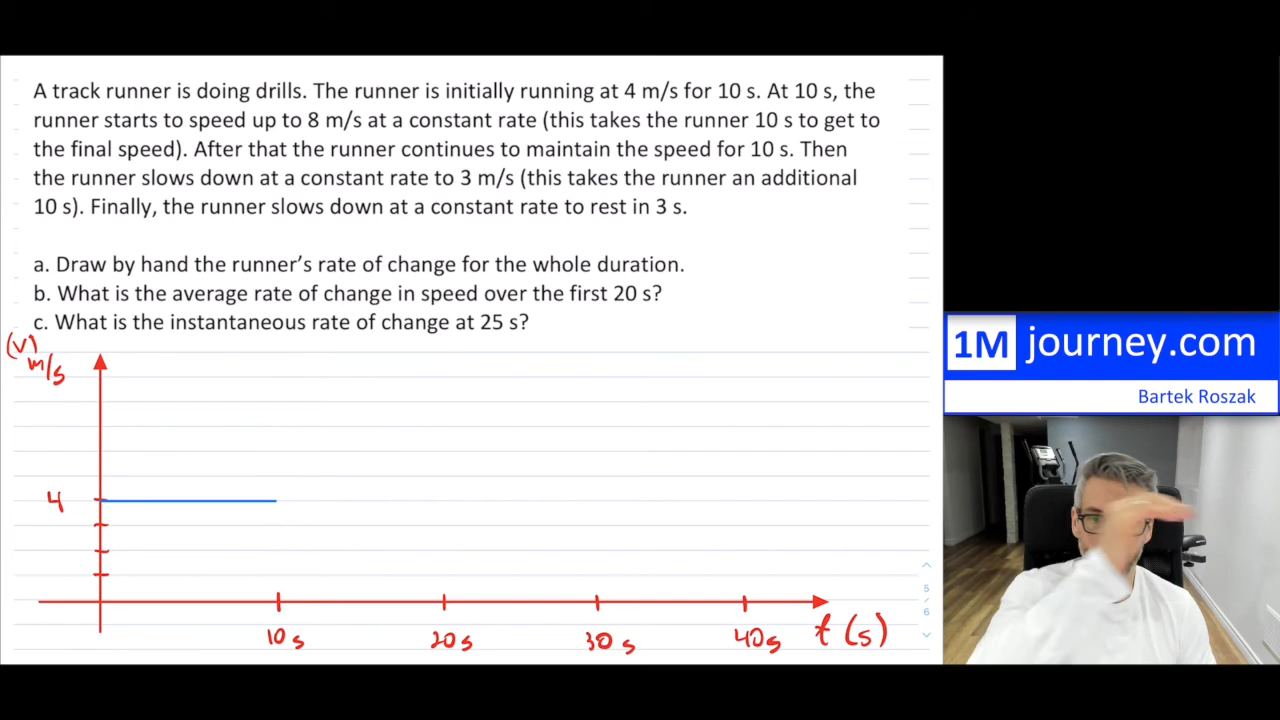 A track runner is doing drills. The runner is initially running at 4 m/s for 10 s. At 10 s, the
runner starts to speed up to 8 m/s at a constant rate (this takes the runner 10 s to get to
the final speed). After that the runner continues to maintain the speed for 10 s. Then
the runner slows down at a constant rate to 3 m/s (this takes the runner an additional
10 s). Finally, the runner slows down at a constant rate to rest in 3 s.
a. Draw by hand the runner's rate of change for the whole duration.
b. What is the average rate of change in speed over the first 20 s?
c. What is the instantaneous rate of change at 25 s?
(v)
m/s
4
10 s
20 s
30 s
40 s
t (s)
5
/
6
1M journey.com
Bartek Roszak